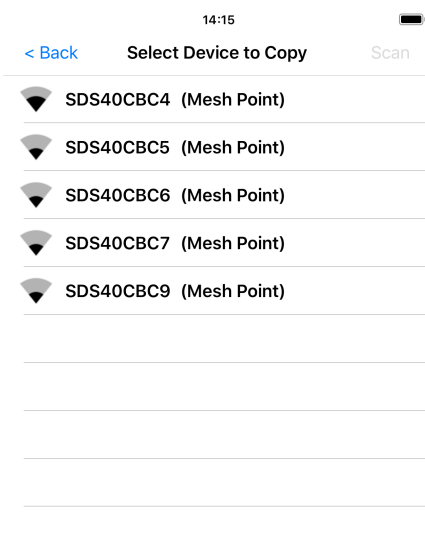 14:15
< Back Select Device to Copy Scan
SDS40CBC4 (Mesh Point)
SDS40CBC5 (Mesh Point)
SDS40CBC6 (Mesh Point)
SDS40CBC7 (Mesh Point)
SDS40CBC9 (Mesh Point)